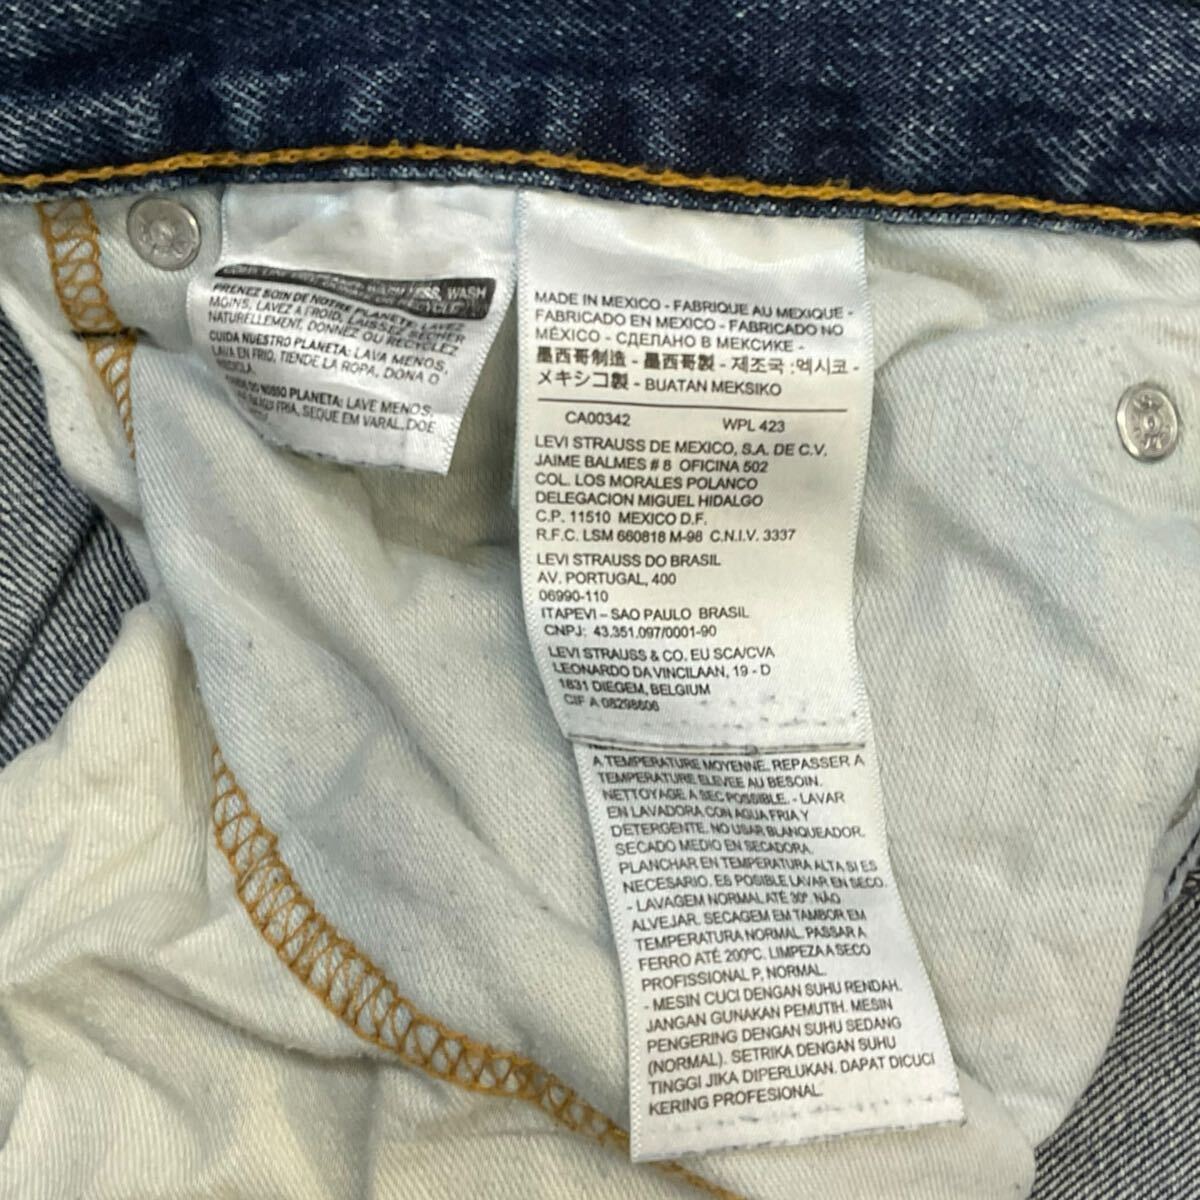 WASH
PRENEZ SOIN DE NOTRE PLANETE: LAVEZ
MOINS, LAVEZ A FROID, LAISSEZ SECHER
NATURELLEMENT, DONNEZ OU RECYCLEZ
CUIDA NUESTRO PLANETA: LAVA MENOS,
LAVA EN FRIO, TIENDE LA ROPA, DONA O
NOSSO PLANETA: LAVE MENOS,
FRIA, SEQUE EM VARAL, DOE
MADE IN MEXICO - FABRIQUE AU MEXIQUE -
FABRICADO EN MEXICO - FABRICADO NO
MÉXICO - СДЕЛАНО В МЕКСИКЕ -
墨西哥制造 - 墨西哥製 - 제조국 :멕시코 -
メキシコ製 - BUATAN MEKSIKO
CA00342 WPL 423
LEVI STRAUSS DE MEXICO, S.A. DE C.V.
JAIME BALMES # 8 OFICINA 502
COL. LOS MORALES POLANCO
DELEGACION MIGUEL HIDALGO
C.P. 11510 MEXICO D.F.
R.F.C. LSM 660818 M-98 C.N.I.V. 3337
LEVI STRAUSS DO BRASIL
AV. PORTUGAL, 400
06990-110
ITAPEVI – SAO PAULO BRASIL
CNPJ: 43.351.097/0001-90
LEVI STRAUSS & CO. EU SCA/CVA
LEONARDO DA VINCILAAN, 19 - D
1831 DIEGEM, BELGIUM
CIF A 08298606
A TEMPERATURE MOYENNE. REPASSER A
TEMPERATURE ELEVEE AU BESOIN.
NETTOYAGE A SEC POSSIBLE. - LAVAR
EN LAVADORA CON AGUA FRIA Y
DETERGENTE. NO USAR BLANQUEADOR.
SECADO MEDIO EN SECADORA.
PLANCHAR EN TEMPERATURA ALTA SI ES
NECESARIO. ES POSIBLE LAVAR EN SECO.
- LAVAGEM NORMAL ATÉ 30º. NÃO
ALVEJAR. SECAGEM EM TAMBOR EM
TEMPERATURA NORMAL. PASSAR A
FERRO ATÉ 200ºC. LIMPEZA A SECO
PROFISSIONAL P, NORMAL.
- MESIN CUCI DENGAN SUHU RENDAH.
JANGAN GUNAKAN PEMUTIH. MESIN
PENGERING DENGAN SUHU SEDANG
(NORMAL). SETRIKA DENGAN SUHU
TINGGI JIKA DIPERLUKAN. DAPAT DICUCI
KERING PROFESIONAL.